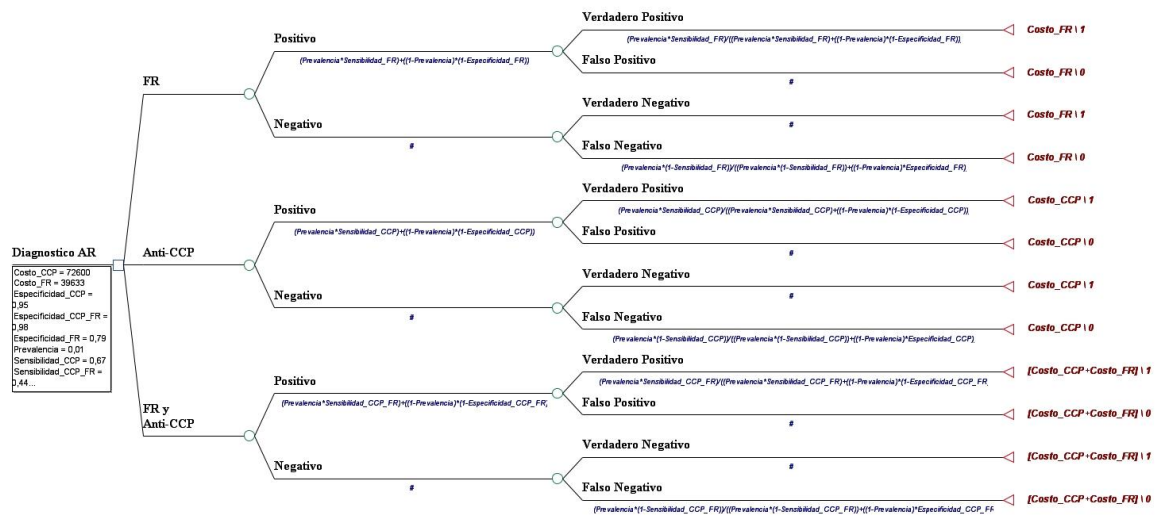 Verdadero Positivo
(Prevalencia*Sensibilidad_FR)/((Prevalencia*Sensibilidad_FR)+((1-Prevalencia)*(1-Especificidad_FR))
Costo_FR \ 1
Positivo
(Prevalencia*Sensibilidad_FR)+((1-Prevalencia)*(1-Especificidad_FR))
Falso Positivo
#
Costo_FR \ 0
FR
Verdadero Negativo
#
Costo_FR \ 1
Negativo
#
Falso Negativo
(Prevalencia*(1-Sensibilidad_FR))/((Prevalencia*(1-Sensibilidad_FR))+((1-Prevalencia)*Especificidad_FR)
Costo_FR \ 0
Verdadero Positivo
(Prevalencia*Sensibilidad_CCP)/((Prevalencia*Sensibilidad_CCP)+((1-Prevalencia)*(1-Especificidad_CCP))
Costo_CCP \ 1
Positivo
(Prevalencia*Sensibilidad_CCP)+((1-Prevalencia)*(1-Especificidad_CCP))
Falso Positivo
#
Costo_CCP \ 0
Diagnostico AR
Costo_CCP = 72600
Costo_FR = 39633
Especificidad_CCP =
0,95
Especificidad_CCP_FR =
0,98
Especificidad_FR = 0,79
Prevalencia = 0,01
Sensibilidad_CCP = 0,67
Sensibilidad_CCP_FR =
0,44...
Anti-CCP
Verdadero Negativo
#
Costo_CCP \ 1
Negativo
#
Falso Negativo
(Prevalencia*(1-Sensibilidad_CCP))/((Prevalencia*(1-Sensibilidad_CCP))+((1-Prevalencia)*Especificidad_CCP)
Costo_CCP \ 0
Verdadero Positivo
(Prevalencia*Sensibilidad_CCP_FR)/((Prevalencia*Sensibilidad_CCP_FR)+((1-Prevalencia)*(1-Especificidad_CCP_FR
[Costo_CCP+Costo_FR] \ 1
Positivo
(Prevalencia*Sensibilidad_CCP_FR)+((1-Prevalencia)*(1-Especificidad_CCP_FR)
Falso Positivo
#
[Costo_CCP+Costo_FR] \ 0
FR y
Anti-CCP
Verdadero Negativo
#
[Costo_CCP+Costo_FR] \ 1
Negativo
#
Falso Negativo
(Prevalencia*(1-Sensibilidad_CCP_FR))/((Prevalencia*(1-Sensibilidad_CCP_FR))+((1-Prevalencia)*Especificidad_CCP_FR
[Costo_CCP+Costo_FR] \ 0